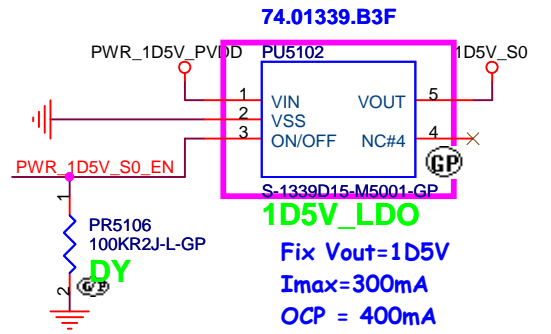 74.01339.B3F
PWR_1D5V_PVDD
PU5102
1D5V_S0
1 VIN VOUT 5
2 VSS
3 ON/OFF NC#4 4
GP
PWR_1D5V_S0_EN
S-1339D15-M5001-GP
1D5V_LDO
1
PR5106
100KR2J-L-GP
DY
2 GP
Fix Vout=1D5V
Imax=300mA
OCP = 400mA